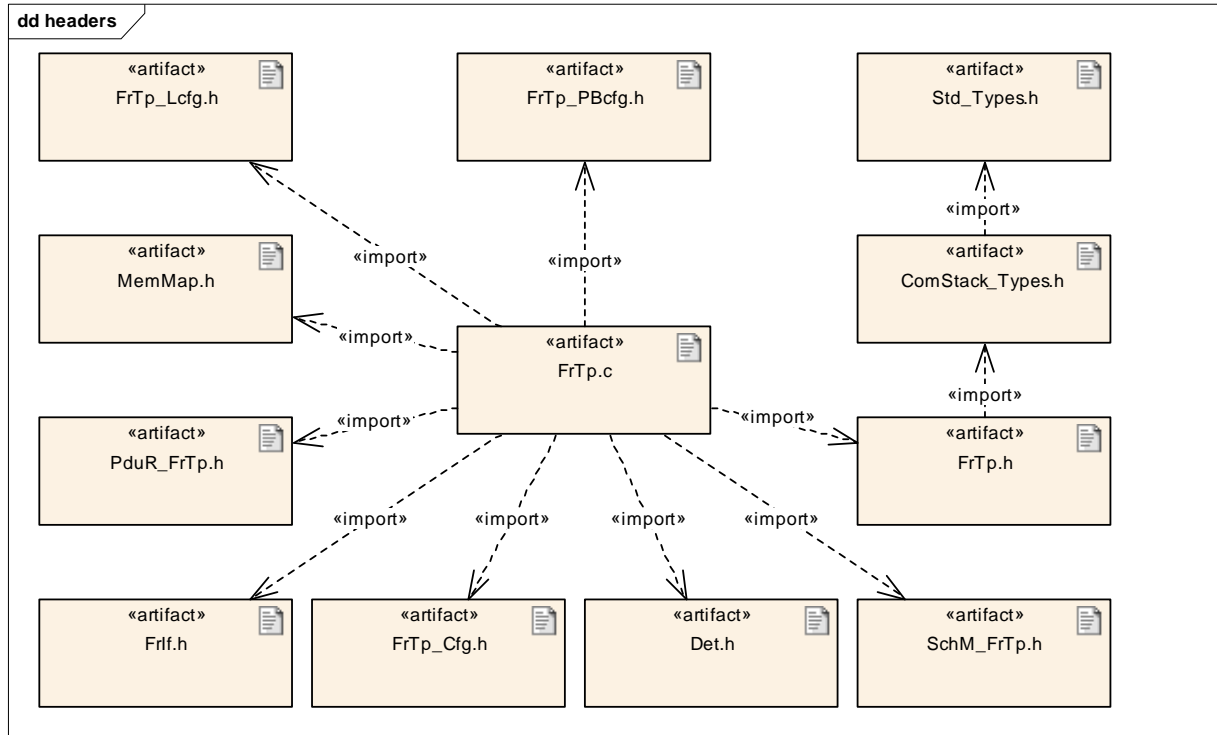 dd headers
«artifact»
FrTp_Lcfg.h
«artifact»
FrTp_PBcfg.h
«artifact»
Std_Types.h
«import»
«artifact»
MemMap.h
«import»
«import»
«artifact»
ComStack_Types.h
«import»
«artifact»
FrTp.c
«import»
«artifact»
PduR_FrTp.h
«import»
«import»
«artifact»
FrTp.h
«import»
«import»
«import»
«import»
«artifact»
FrIf.h
«artifact»
FrTp_Cfg.h
«artifact»
Det.h
«artifact»
SchM_FrTp.h